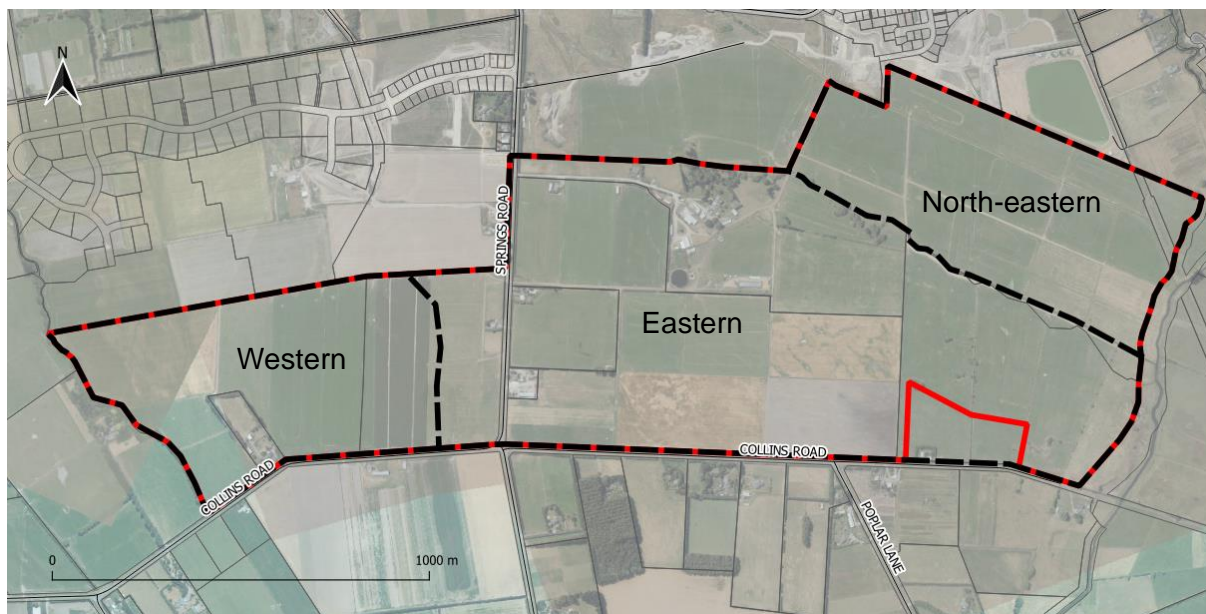 N
North-eastern
SPRINGS ROAD
Eastern
Western
COLLINS ROAD
COLLINS ROAD
POPLAR LANE
0
1000 m